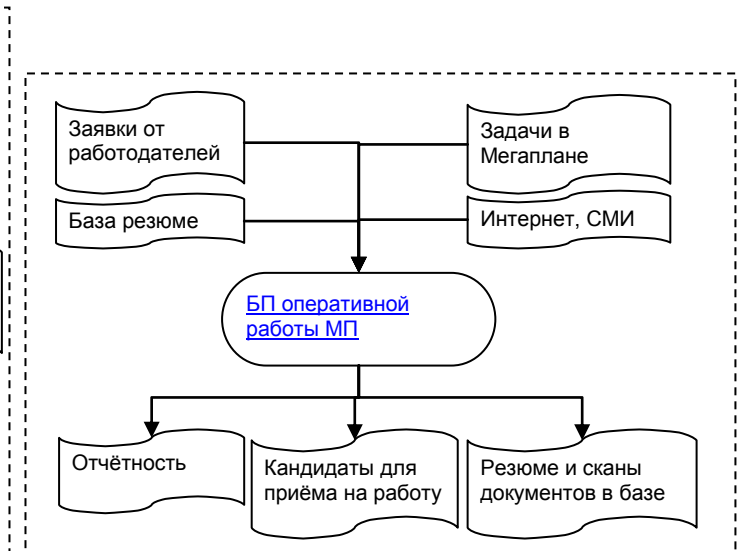 Заявки от
работодателей
Задачи в
Мегаплане
База резюме
Интернет, СМИ
БП оперативной
работы МП
Отчётность
Кандидаты для
приёма на работу
Резюме и сканы
документов в базе